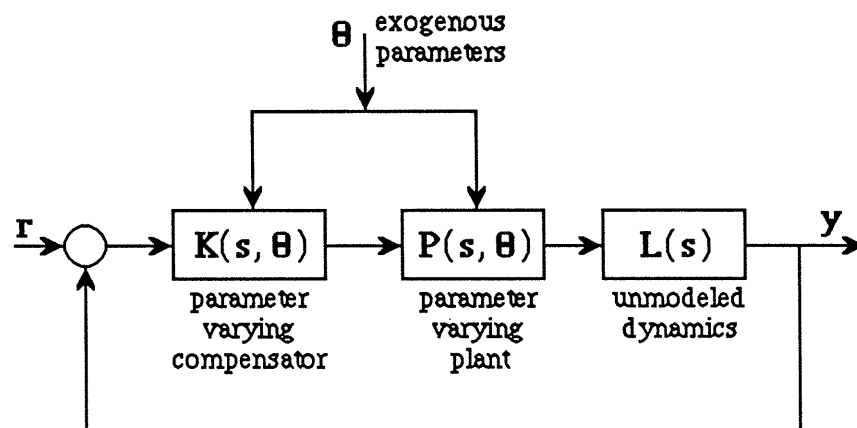 θ exogenous
parameters
r
K(s, θ)
P(s, θ)
L(s)
y
parameter
varying
compensator
parameter
varying
plant
unmodeled
dynamics